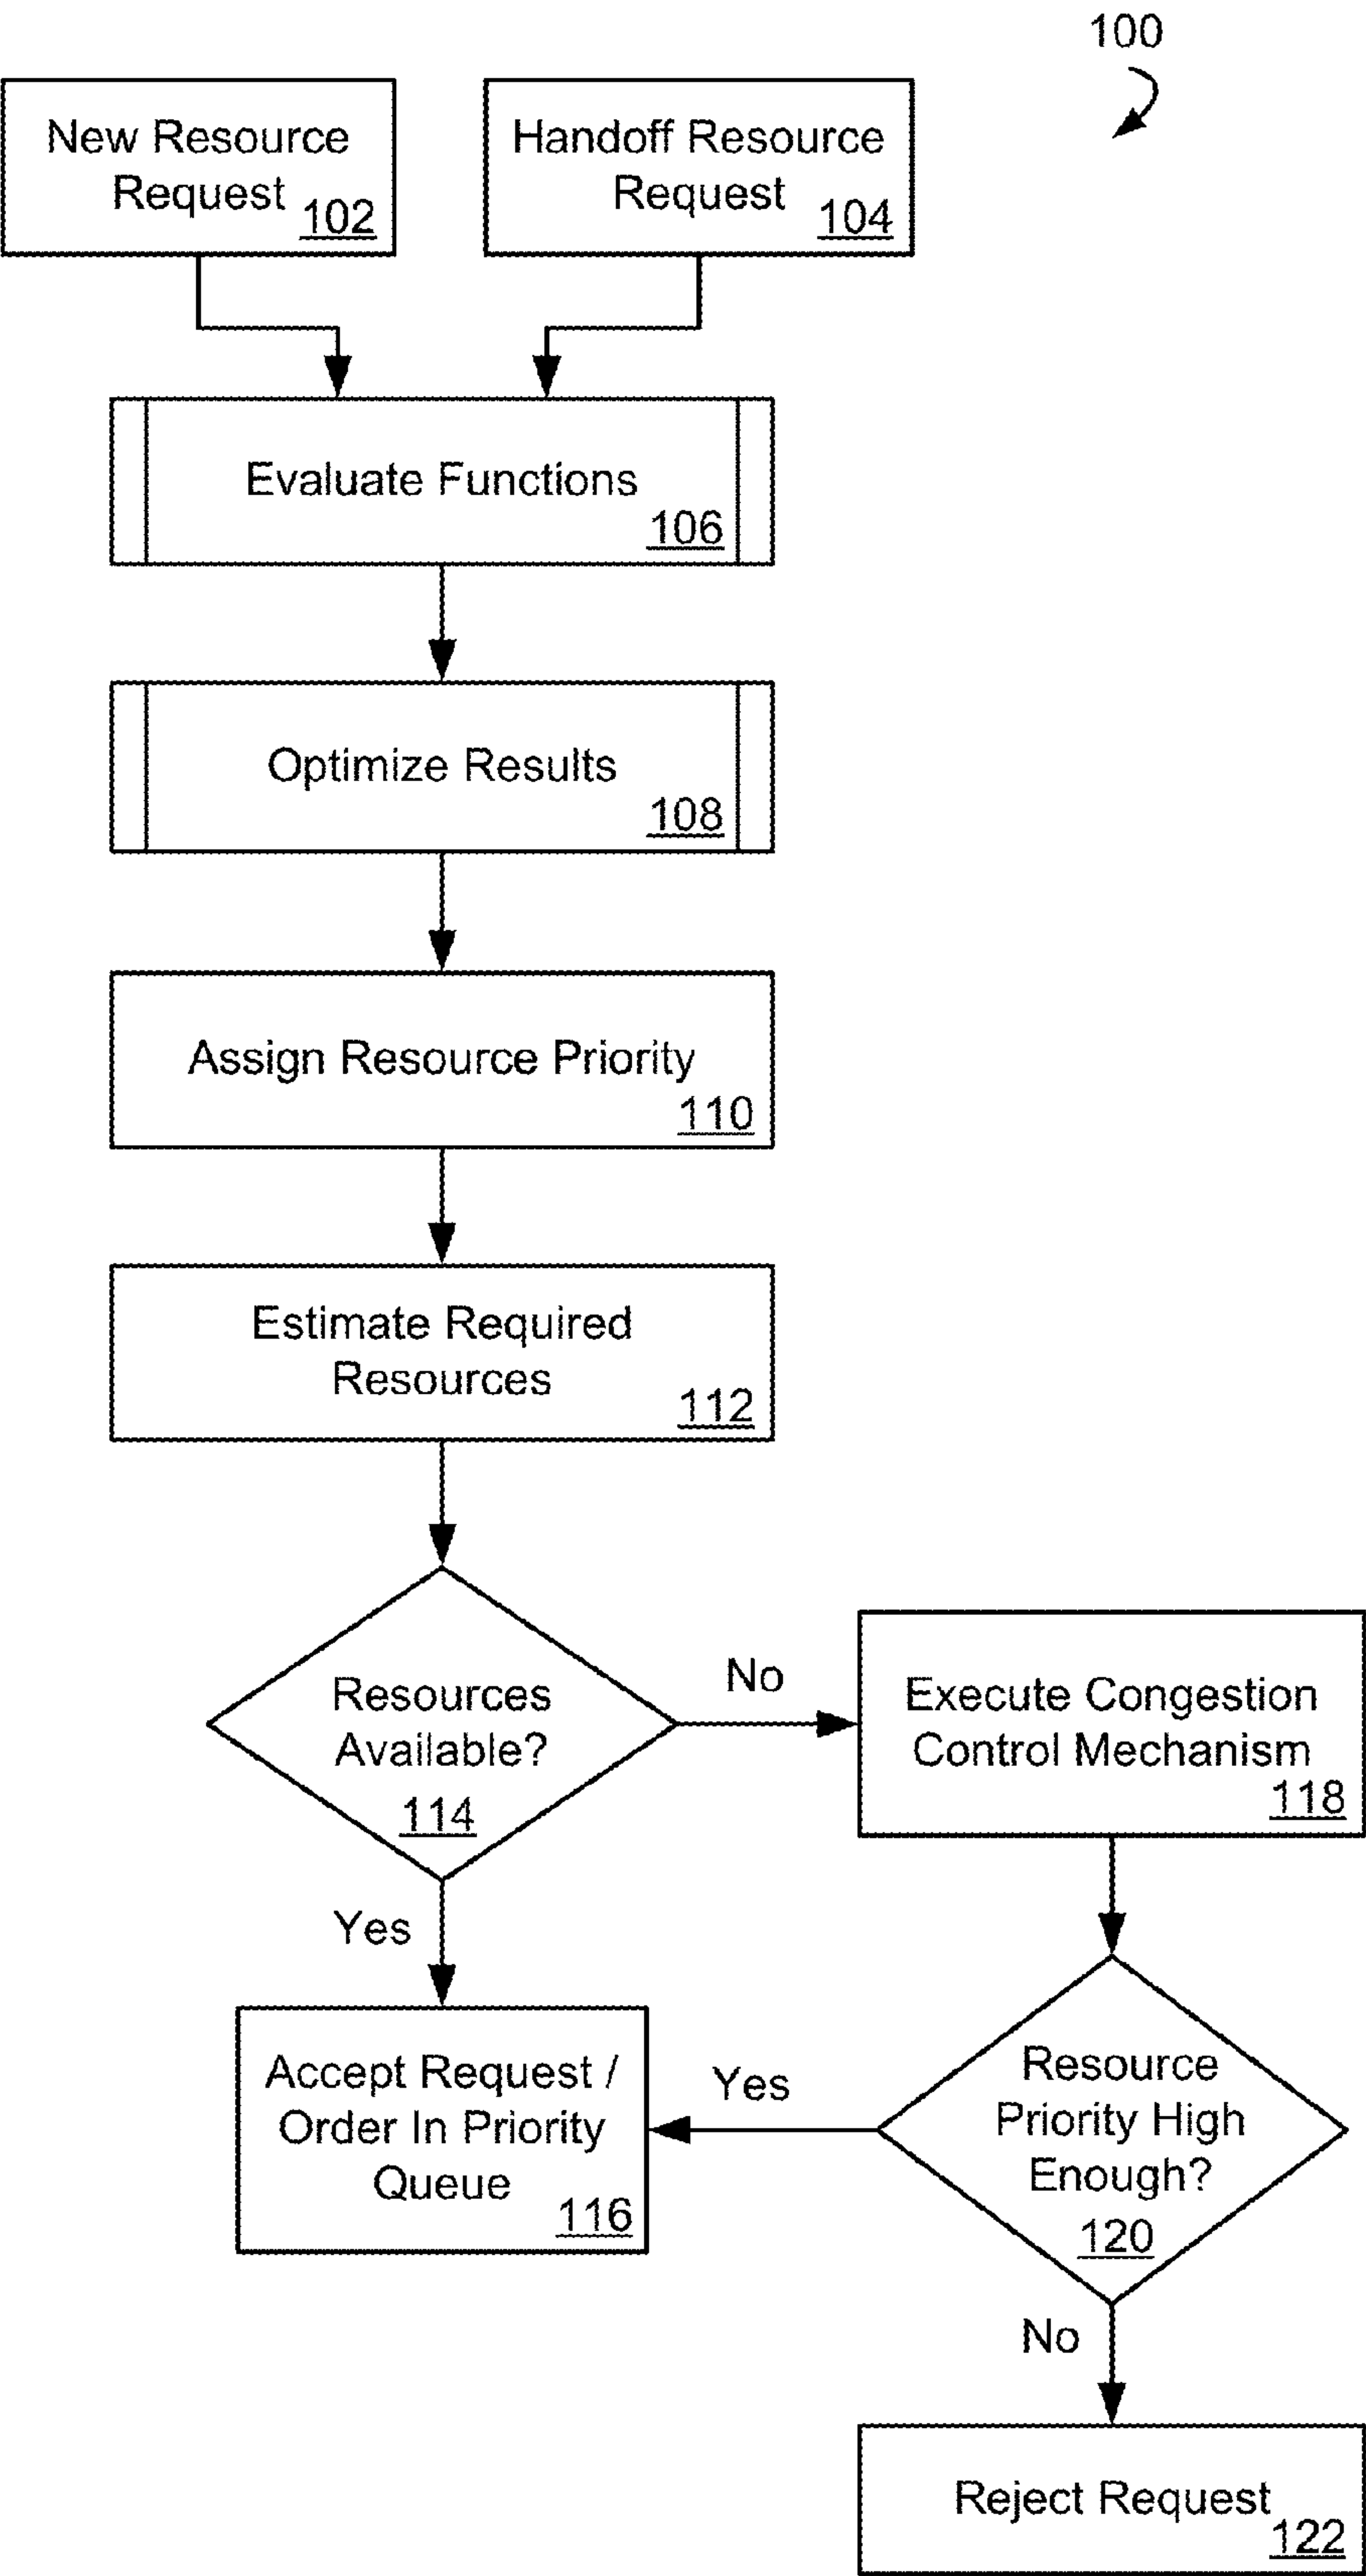 100
New Resource
Request
102
Handoff Resource
Request
104
Evaluate Functions
106
Optimize Results
108
Assign Resource Priority
110
Estimate Required
Resources
112
Resources
Available?
114
No
Execute Congestion
Control Mechanism
118
Yes
Accept Request /
Order In Priority
Queue
116
Yes
Resource
Priority High
Enough?
120
No
Reject Request
122